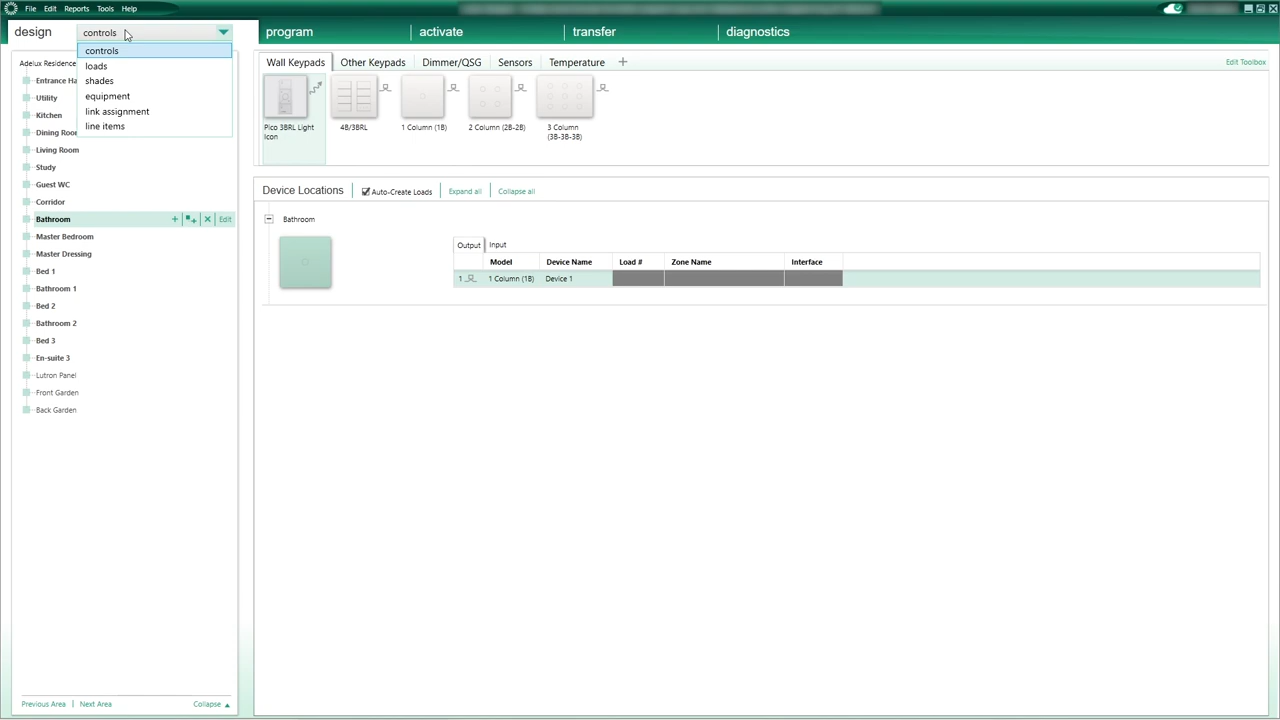 File Edit Reports Tools Help
design controls program activate transfer diagnostics
controls
loads
shades
equipment
link assignment
line items
Adelux Residence
Entrance Ha
Utility
Kitchen
Dining Roo
Living Room
Study
Guest WC
Corridor
Bathroom Edit
Master Bedroom
Master Dressing
Bed 1
Bathroom 1
Bed 2
Bathroom 2
Bed 3
En-suite 3
Lutron Panel
Front Garden
Back Garden
Previous Area Next Area Collapse
Wall Keypads Other Keypads Dimmer/QSG Sensors Temperature + Edit Toolbox
Pico 3BRL Light Icon
4B/3BRL
1 Column (1B)
2 Column (2B-2B)
3 Column (3B-3B-3B)
Device Locations Auto-Create Loads Expand all Collapse all
Bathroom
Output Input
Model Device Name Load # Zone Name Interface
1 1 Column (1B) Device 1